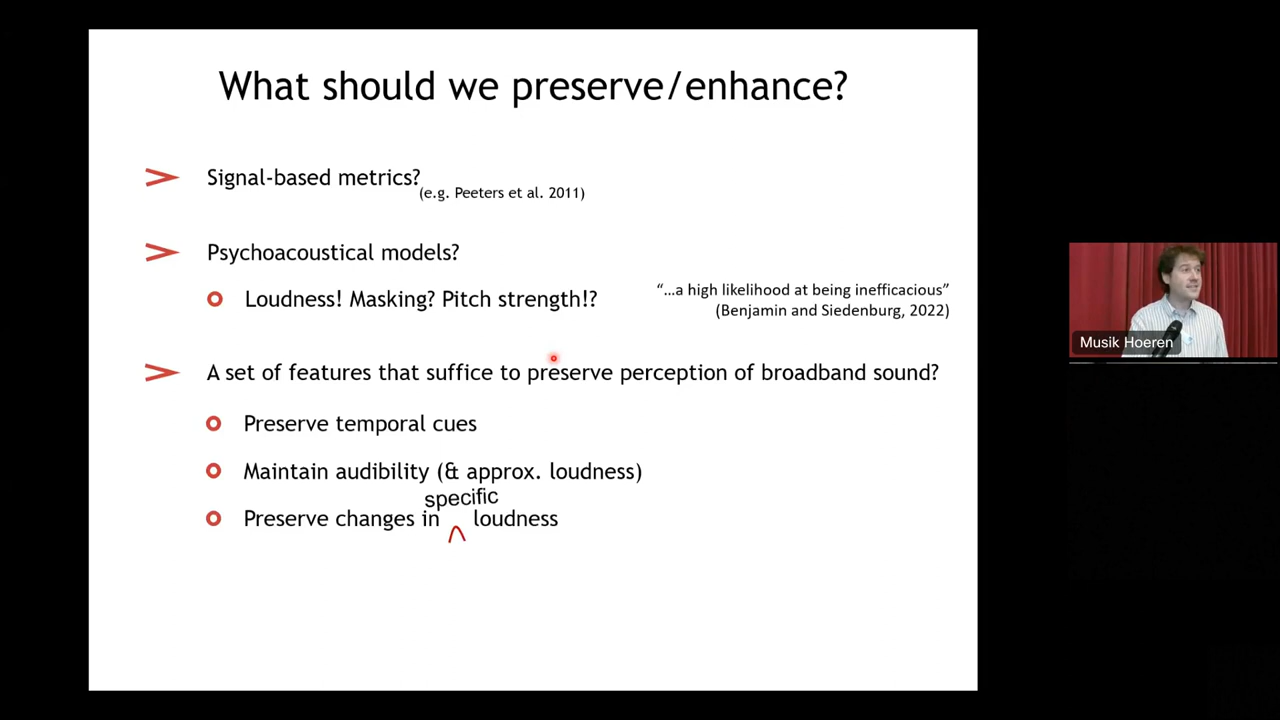 What should we preserve/enhance?
Signal-based metrics?
(e.g. Peeters et al. 2011)
Psychoacoustical models?
Loudness! Masking? Pitch strength!?
“…a high likelihood at being inefficacious”
(Benjamin and Siedenburg, 2022)
A set of features that suffice to preserve perception of broadband sound?
Preserve temporal cues
Maintain audibility (& approx. loudness)
specific
Preserve changes in loudness
Musik Hoeren